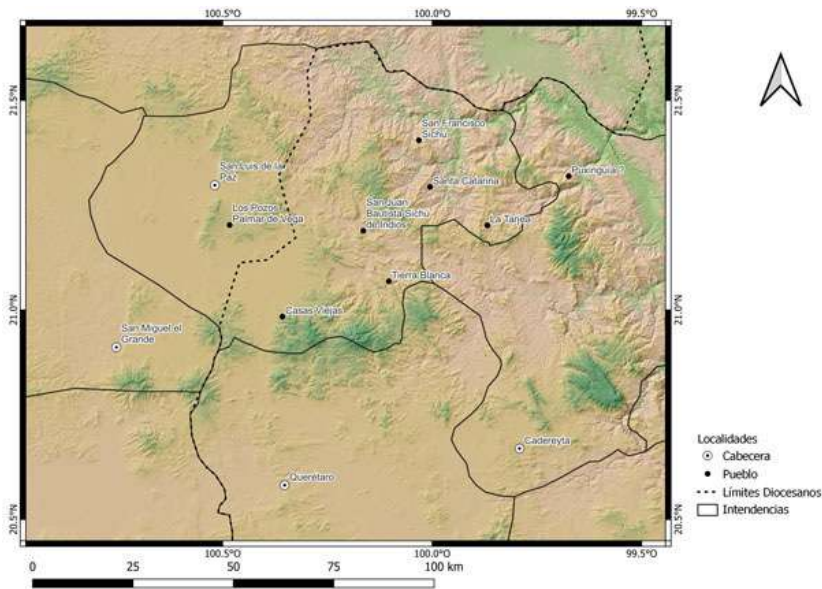 100.5°O 100.0°O 99.5°O
21.5°N 21.5°N
San Francisco
Sichú
San Luis de la
Paz
Puxinguía ?
Santa Catarina
Los Pozos
Palmar de Vega
San Juan
Bautista Sichú
de Indios
La Tanea
Tierra Blanca
21.0°N 21.0°N
Casas Viejas
San Miguel el
Grande
Cadereyta
Querétaro
20.5°N 20.5°N
100.5°O 100.0°O 99.5°O
0 25 50 75 100 km
Localidades
Cabecera
Pueblo
Límites Diocesanos
Intendencias